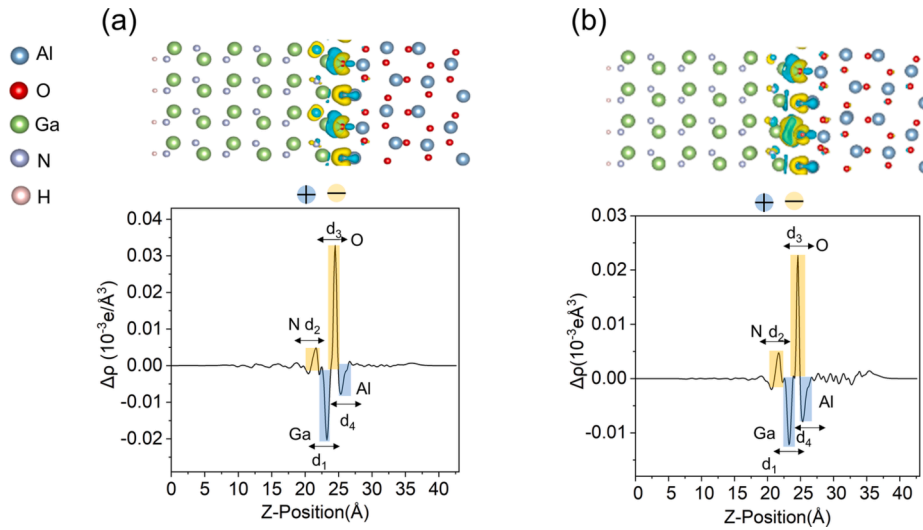 (a)
(b)
Al
O
Ga
N
H
+ −
+ −
0.04
0.03
0.02
0.01
0.00
-0.01
-0.02
Δρ (10⁻³e/Å³)
d₃
O
N d₂
Al
d₄
Ga
d₁
0 5 10 15 20 25 30 35 40
Z-Position(Å)
0.03
0.02
0.01
0.00
-0.01
Δρ(10⁻³eÅ³)
d₃
O
N d₂
Al
Ga d₄
d₁
0 5 10 15 20 25 30 35 40
Z-Position(Å)